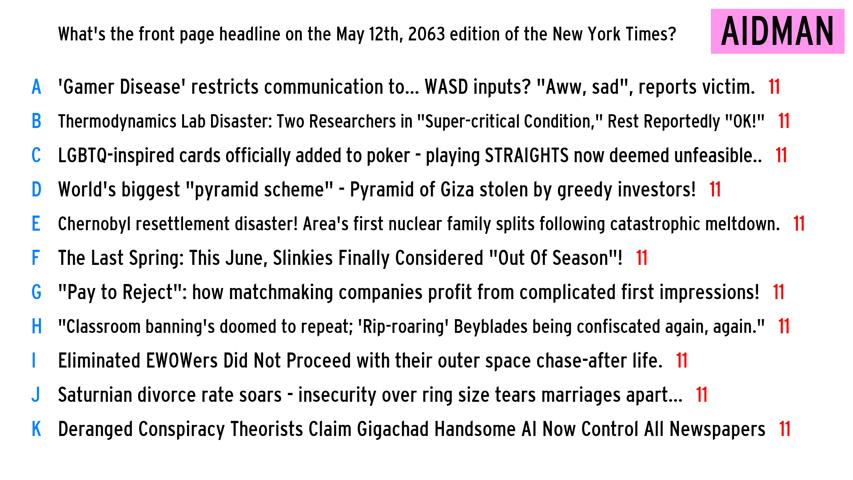 What's the front page headline on the May 12th, 2063 edition of the New York Times?
AIDMAN
A 'Gamer Disease' restricts communication to... WASD inputs? "Aww, sad", reports victim. 11
B Thermodynamics Lab Disaster: Two Researchers in "Super-critical Condition," Rest Reportedly "OK!" 11
C LGBTQ-inspired cards officially added to poker - playing STRAIGHTS now deemed unfeasible.. 11
D World's biggest "pyramid scheme" - Pyramid of Giza stolen by greedy investors! 11
E Chernobyl resettlement disaster! Area's first nuclear family splits following catastrophic meltdown. 11
F The Last Spring: This June, Slinkies Finally Considered "Out Of Season"! 11
G "Pay to Reject": how matchmaking companies profit from complicated first impressions! 11
H "Classroom banning's doomed to repeat; 'Rip-roaring' Beyblades being confiscated again, again." 11
I Eliminated EWOWers Did Not Proceed with their outer space chase-after life. 11
J Saturnian divorce rate soars - insecurity over ring size tears marriages apart... 11
K Deranged Conspiracy Theorists Claim Gigachad Handsome AI Now Control All Newspapers 11